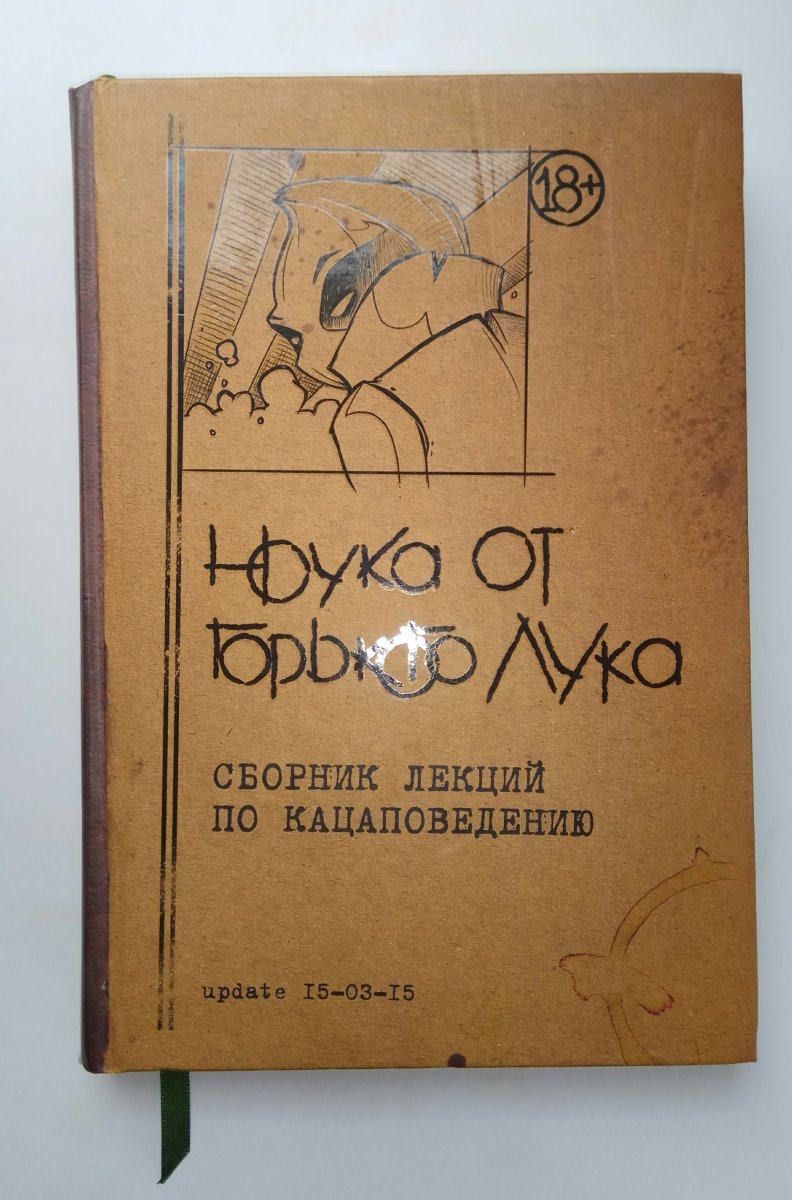 18+
Наука от
Горького Лука
СБОРНИК ЛЕКЦИЙ
ПО КАЦАПОВЕДЕНИЮ
update 15-03-15